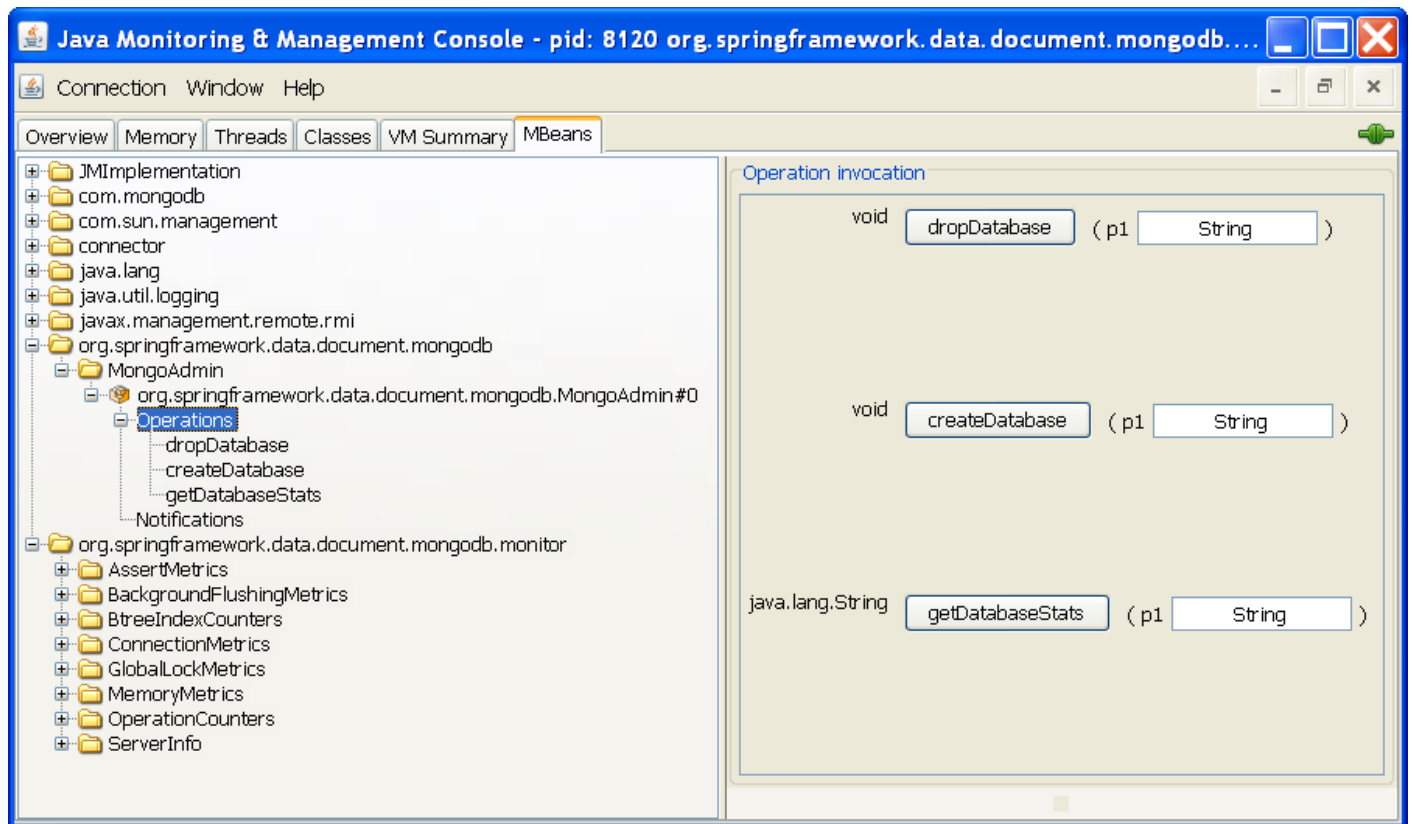 Java Monitoring & Management Console - pid: 8120 org.springframework.data.document.mongodb....
Connection Window Help
Overview Memory Threads Classes VM Summary MBeans
JMImplementation
com.mongodb
com.sun.management
connector
java.lang
java.util.logging
javax.management.remote.rmi
org.springframework.data.document.mongodb
MongoAdmin
org.springframework.data.document.mongodb.MongoAdmin#0
Operations
dropDatabase
createDatabase
getDatabaseStats
Notifications
org.springframework.data.document.mongodb.monitor
AssertMetrics
BackgroundFlushingMetrics
BtreeIndexCounters
ConnectionMetrics
GlobalLockMetrics
MemoryMetrics
OperationCounters
ServerInfo
Operation invocation
void dropDatabase ( p1 String )
void createDatabase ( p1 String )
java.lang.String getDatabaseStats ( p1 String )